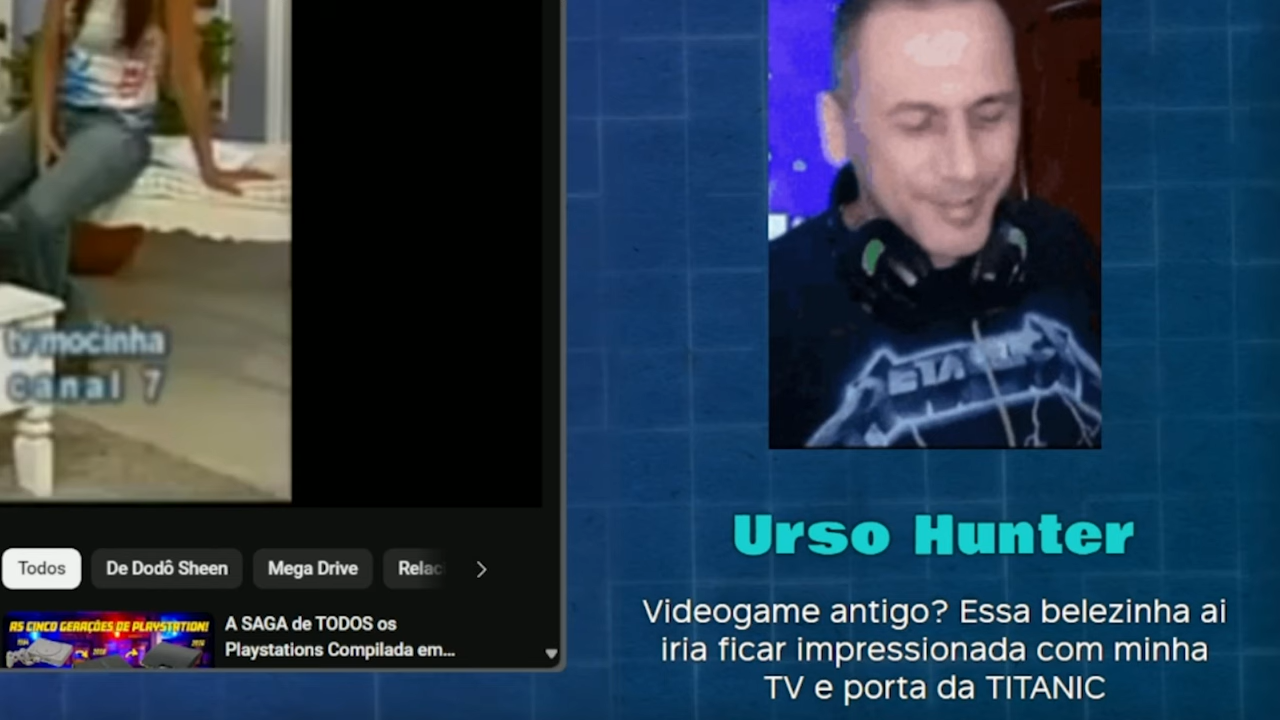 tv mocinha
canal 7
Todos
De Dodô Sheen
Mega Drive
Relaci
AS CINCO GERAÇÕES DE PLAYSTATION!
A SAGA de TODOS os
Playstations Compilada em...
Urso Hunter
Videogame antigo? Essa belezinha ai
iria ficar impressionada com minha
TV e porta da TITANIC